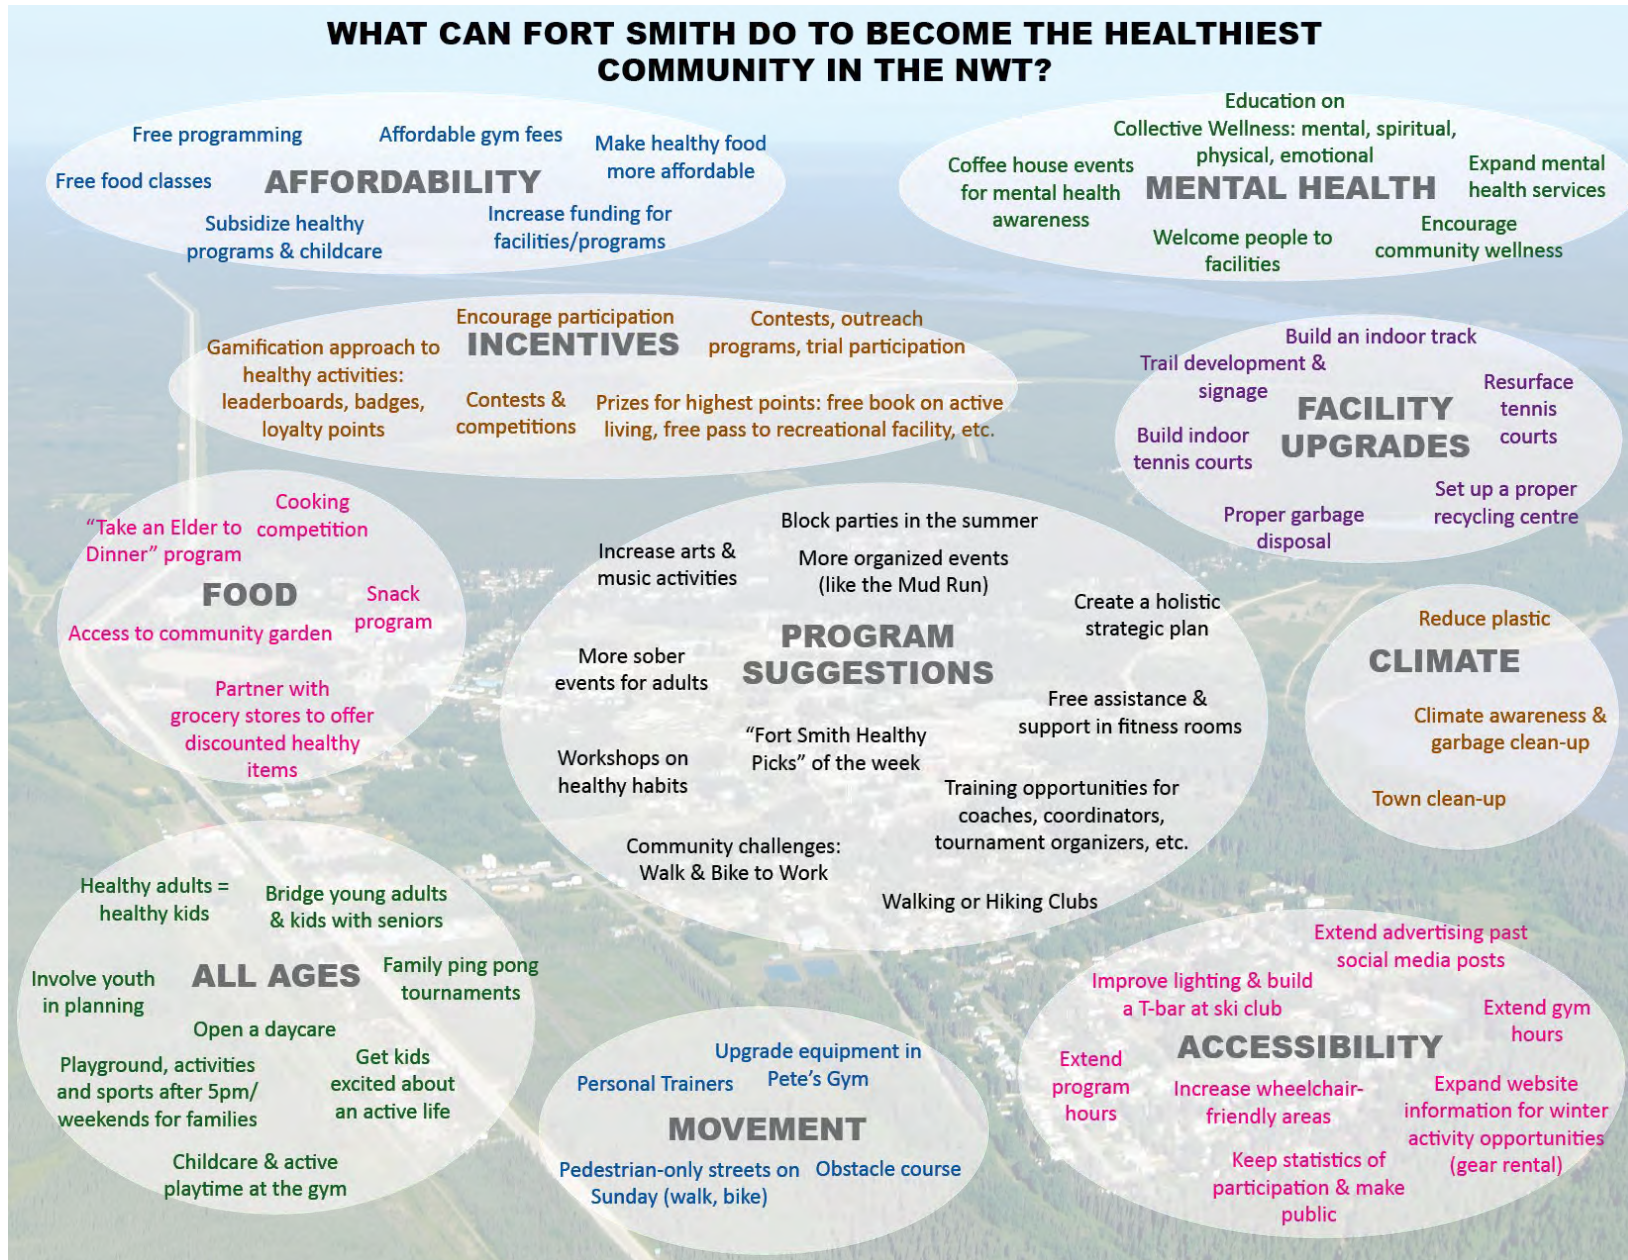 WHAT CAN FORT SMITH DO TO BECOME THE HEALTHIEST
COMMUNITY IN THE NWT?
Free programming
Affordable gym fees
Make healthy food
more affordable
Free food classes
AFFORDABILITY
Subsidize healthy
programs & childcare
Increase funding for
facilities/programs
Education on
Collective Wellness: mental, spiritual,
physical, emotional
Coffee house events
for mental health
awareness
MENTAL HEALTH
Expand mental
health services
Welcome people to
facilities
Encourage
community wellness
Encourage participation
INCENTIVES
Contests, outreach
programs, trial participation
Gamification approach to
healthy activities:
leaderboards, badges,
loyalty points
Contests &
competitions
Prizes for highest points: free book on active
living, free pass to recreational facility, etc.
Build an indoor track
Trail development &
signage
Resurface
tennis
courts
FACILITY
UPGRADES
Build indoor
tennis courts
Proper garbage
disposal
Set up a proper
recycling centre
Cooking
competition
“Take an Elder to
Dinner” program
FOOD
Snack
program
Access to community garden
Partner with
grocery stores to offer
discounted healthy
items
Block parties in the summer
Increase arts &
music activities
More organized events
(like the Mud Run)
Create a holistic
strategic plan
PROGRAM
SUGGESTIONS
More sober
events for adults
Free assistance &
support in fitness rooms
“Fort Smith Healthy
Picks” of the week
Workshops on
healthy habits
Training opportunities for
coaches, coordinators,
tournament organizers, etc.
Community challenges:
Walk & Bike to Work
Walking or Hiking Clubs
Reduce plastic
CLIMATE
Climate awareness &
garbage clean-up
Town clean-up
Healthy adults =
healthy kids
Bridge young adults
& kids with seniors
Involve youth
in planning
ALL AGES
Family ping pong
tournaments
Open a daycare
Playground, activities
and sports after 5pm/
weekends for families
Get kids
excited about
an active life
Childcare & active
playtime at the gym
Upgrade equipment in
Pete’s Gym
Personal Trainers
MOVEMENT
Pedestrian-only streets on
Sunday (walk, bike)
Obstacle course
Extend advertising past
social media posts
Improve lighting & build
a T-bar at ski club
Extend gym
hours
ACCESSIBILITY
Extend
program
hours
Increase wheelchair-
friendly areas
Expand website
information for winter
activity opportunities
(gear rental)
Keep statistics of
participation & make
public